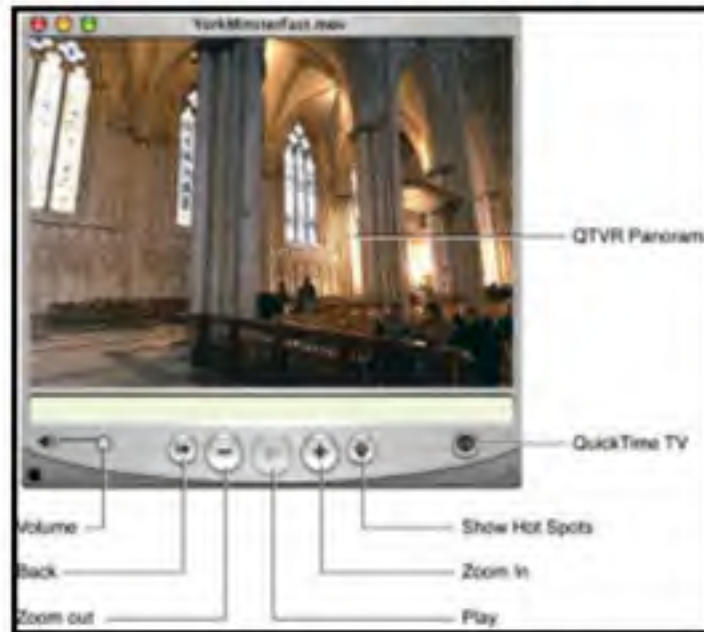 YorkMinsterfast.mov
QTVR Panoram
QuickTime TV
Volume
Show Hot Spots
Back
Zoom In
Zoom out
Play